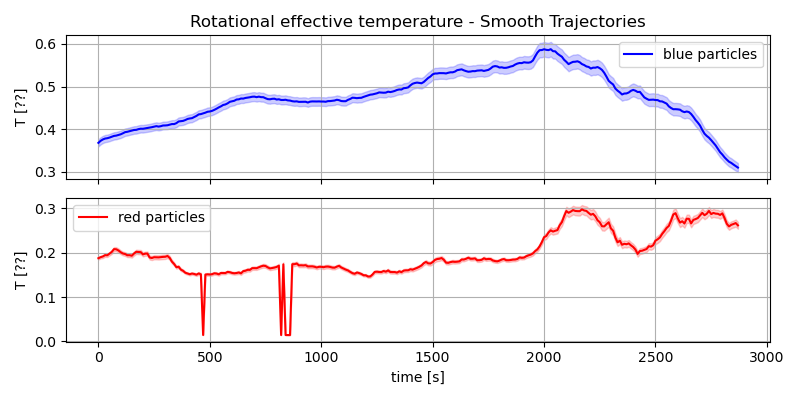 Rotational effective temperature - Smooth Trajectories
0.6
0.5
0.4
0.3
T [??]
blue particles
0.3
0.2
0.1
0.0
T [??]
red particles
0
500
1000
1500
2000
2500
3000
time [s]